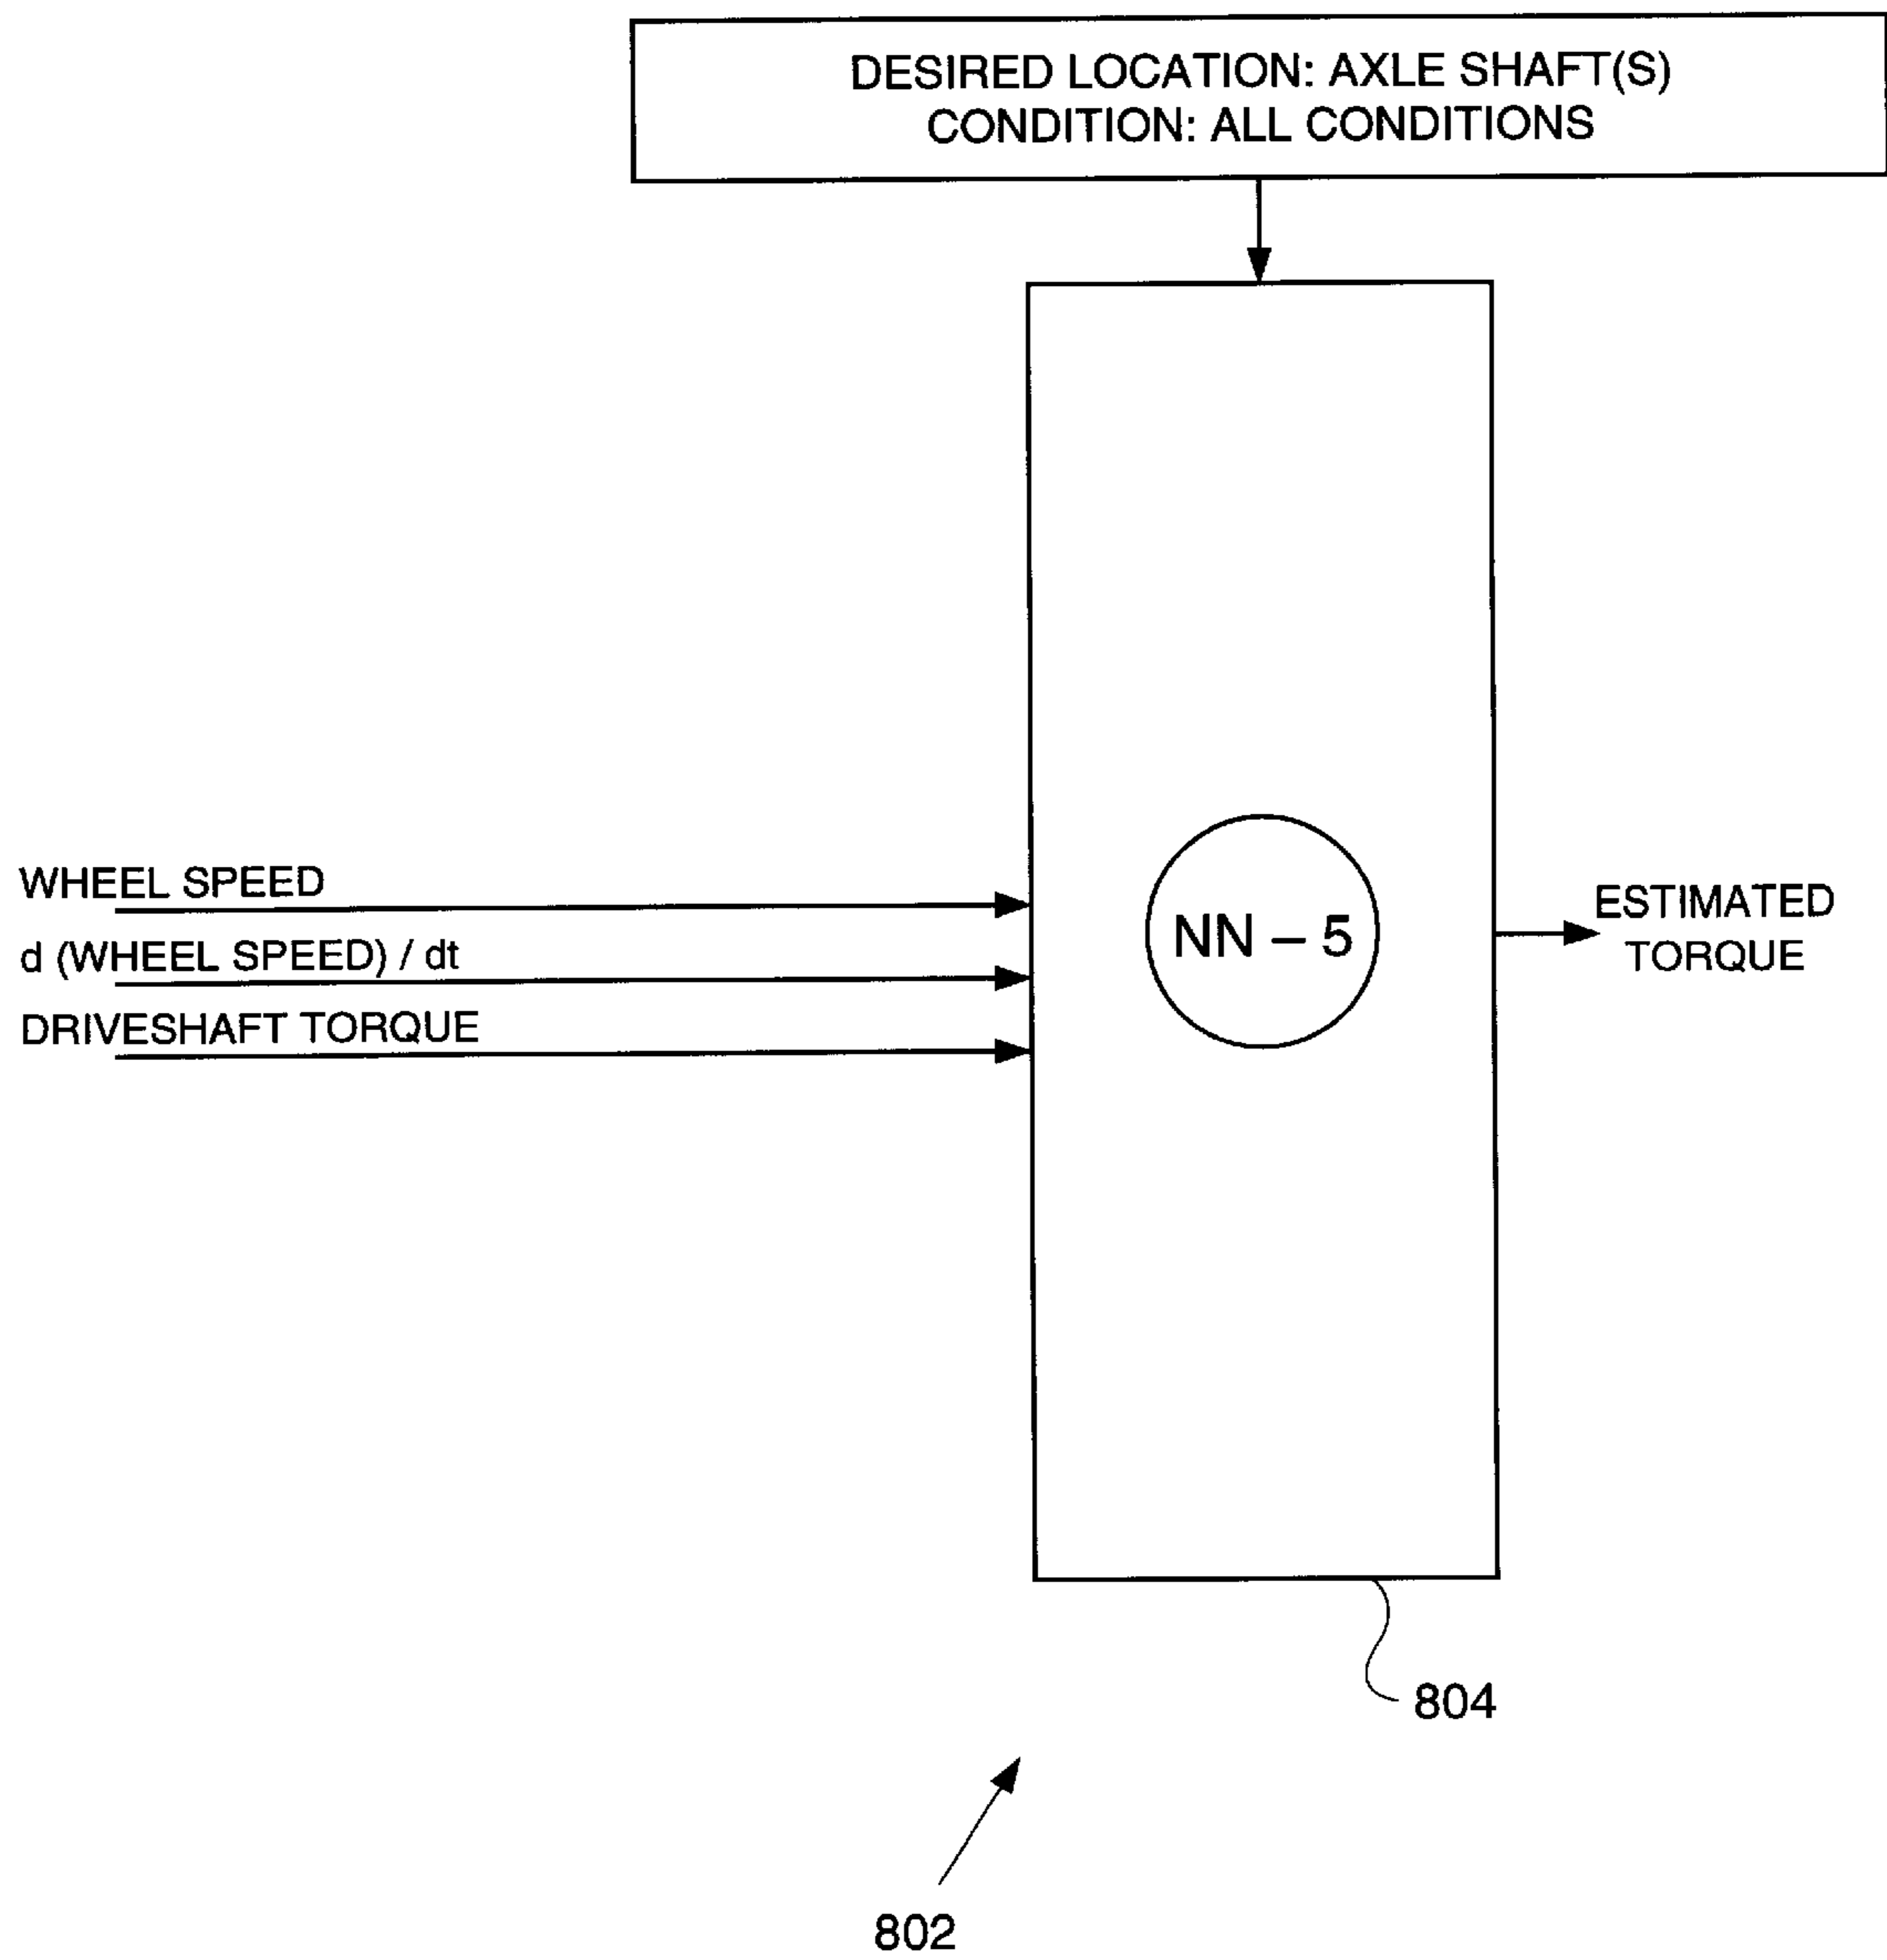 DESIRED LOCATION: AXLE SHAFT(S)
CONDITION: ALL CONDITIONS
WHEEL SPEED
d (WHEEL SPEED) / dt
DRIVESHAFT TORQUE
NN – 5
ESTIMATED
TORQUE
804
802